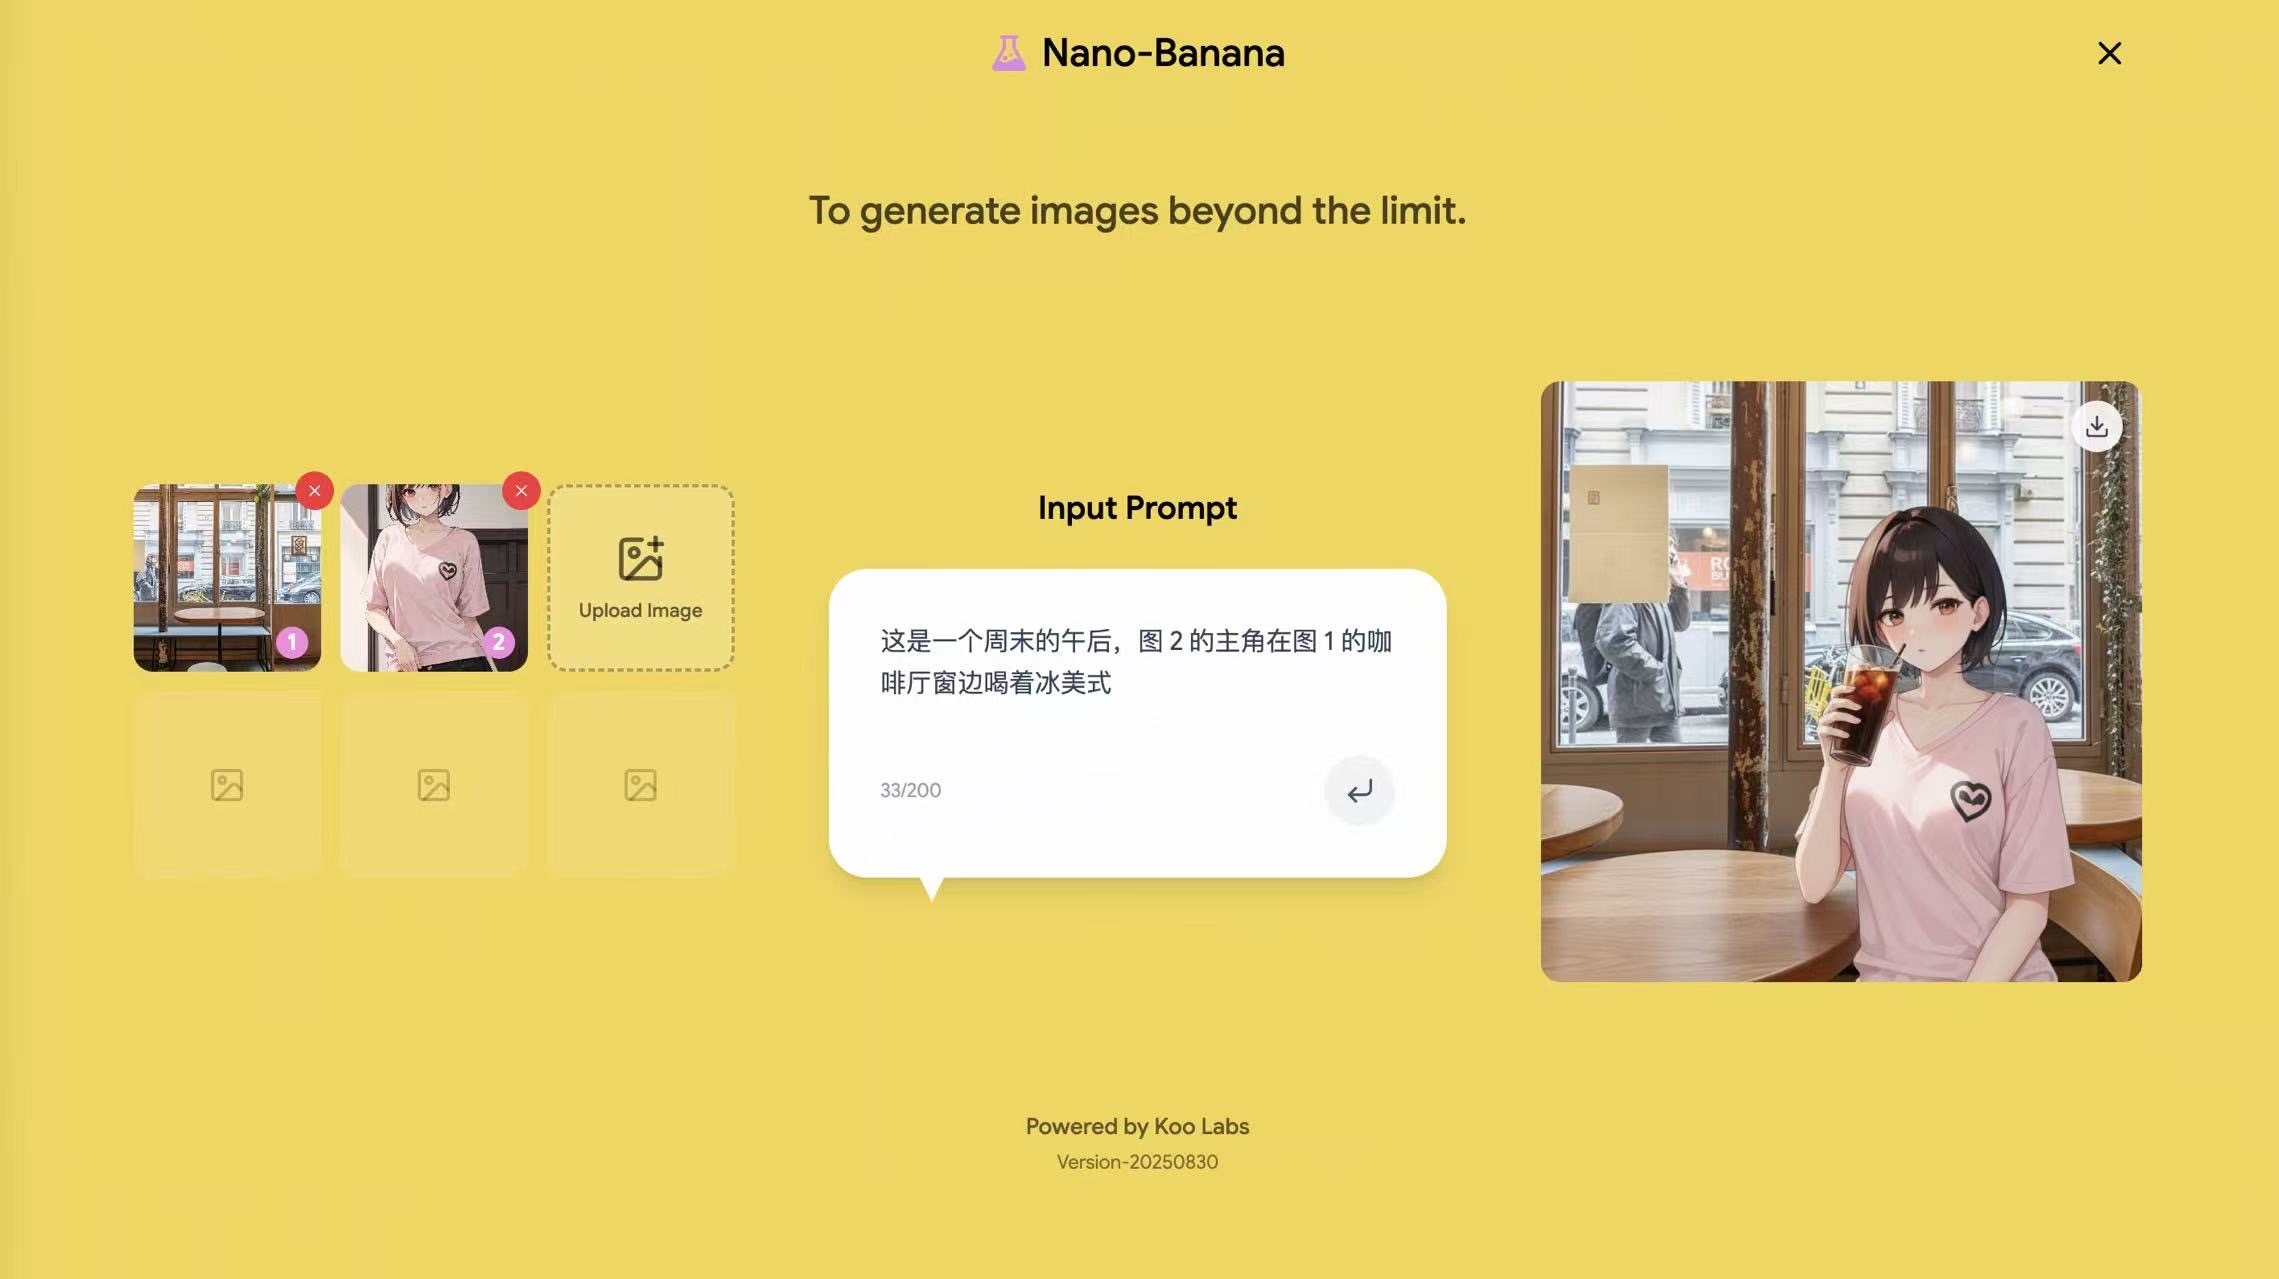 Nano-Banana
To generate images beyond the limit.
1
2
Upload Image
Input Prompt
这是一个周末的午后，图 2 的主角在图 1 的咖
啡厅窗边喝着冰美式
33/200
Powered by Koo Labs
Version-20250830